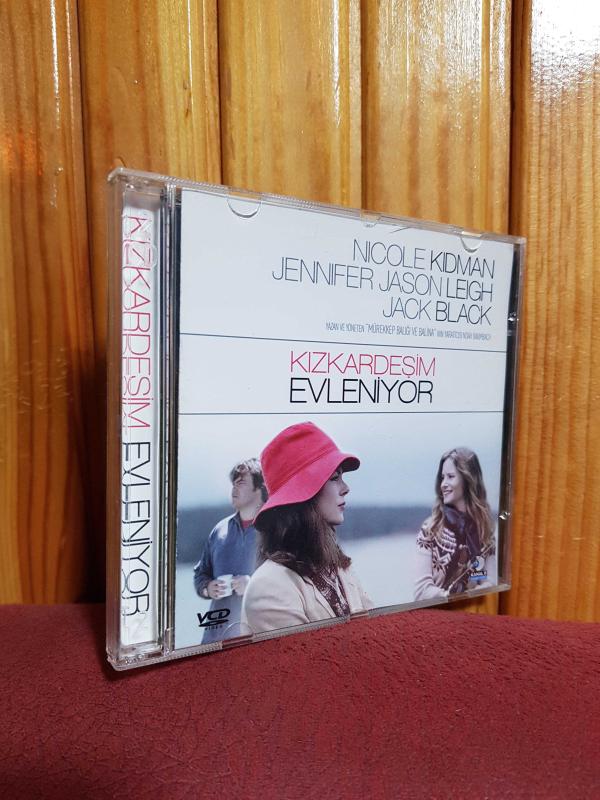 NICOLE KIDMAN
JENNIFER JASON LEIGH
JACK BLACK
YAZAN VE YÖNETEN "MÜREKKEP BALIĞI VE BALİNA" NIN YARATICISI NOAH BAUMBACH
KIZKARDEŞİM
EVLENİYOR
VCD
VIDEO
KIZKARDEŞİM EVLENİYOR